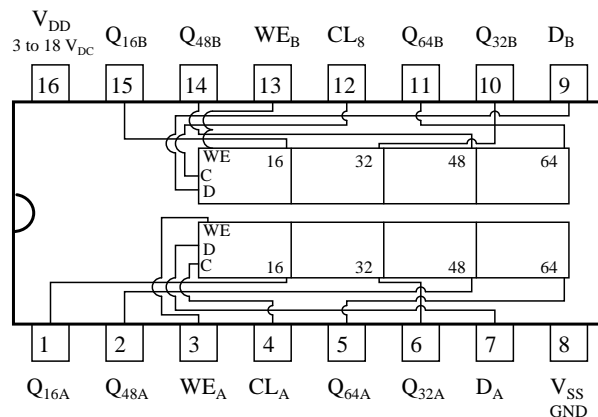 V_DD Q_16B Q_48B WE_B CL_8 Q_64B Q_32B D_B
3 to 18 V_DC
16 15 14 13 12 11 10 9
WE 16 32 48 64
C
D
WE
D
C 16 32 48 64
1 2 3 4 5 6 7 8
Q_16A Q_48A WE_A CL_A Q_64A Q_32A D_A V_SS
GND